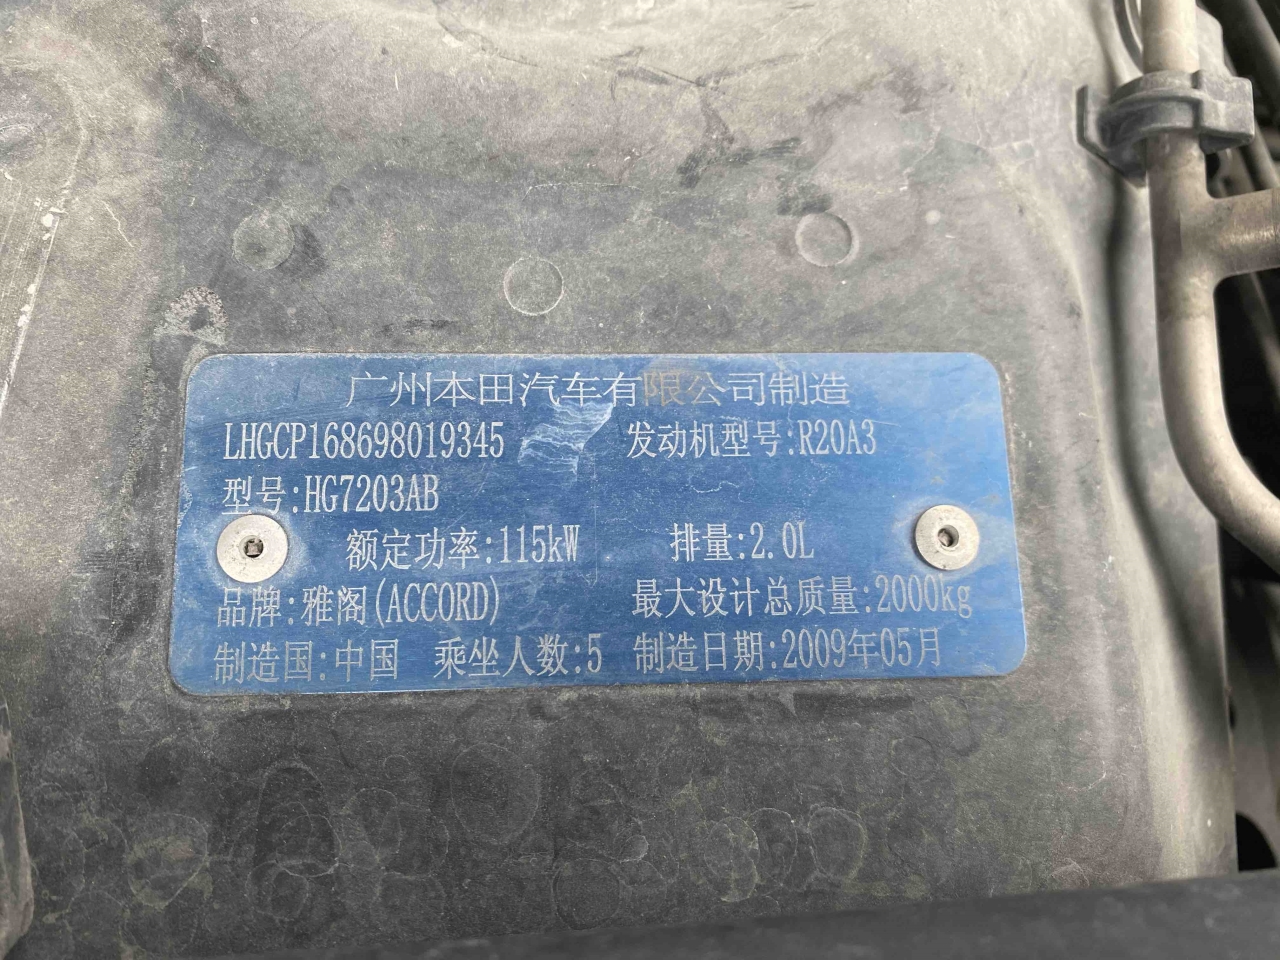 广州本田汽车有限公司制造
LHGCP168698019345 发动机型号:R20A3
型号:HG7203AB
额定功率:115kW 排量:2.0L
品牌:雅阁(ACCORD) 最大设计总质量:2000kg
制造国:中国 乘坐人数:5 制造日期:2009年05月